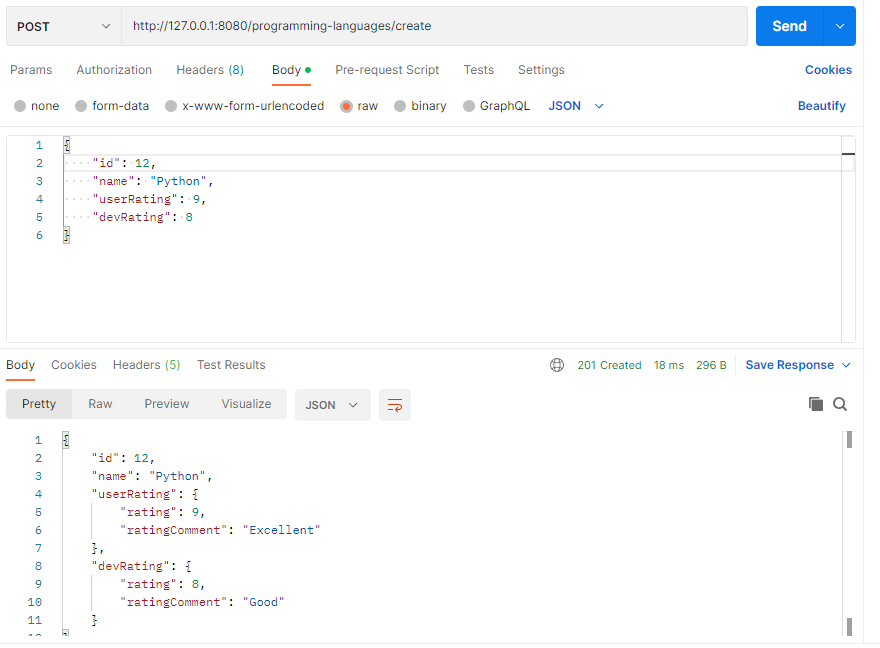 POST http://127.0.0.1:8080/programming-languages/create Send
Params Authorization Headers (8) Body Pre-request Script Tests Settings Cookies
none form-data x-www-form-urlencoded raw binary GraphQL JSON Beautify
1 {
2 "id": 12,
3 "name": "Python",
4 "userRating": 9,
5 "devRating": 8
6 }
Body Cookies Headers (5) Test Results 201 Created 18 ms 296 B Save Response
Pretty Raw Preview Visualize JSON
1 {
2 "id": 12,
3 "name": "Python",
4 "userRating": {
5 "rating": 9,
6 "ratingComment": "Excellent"
7 },
8 "devRating": {
9 "rating": 8,
10 "ratingComment": "Good"
11 }